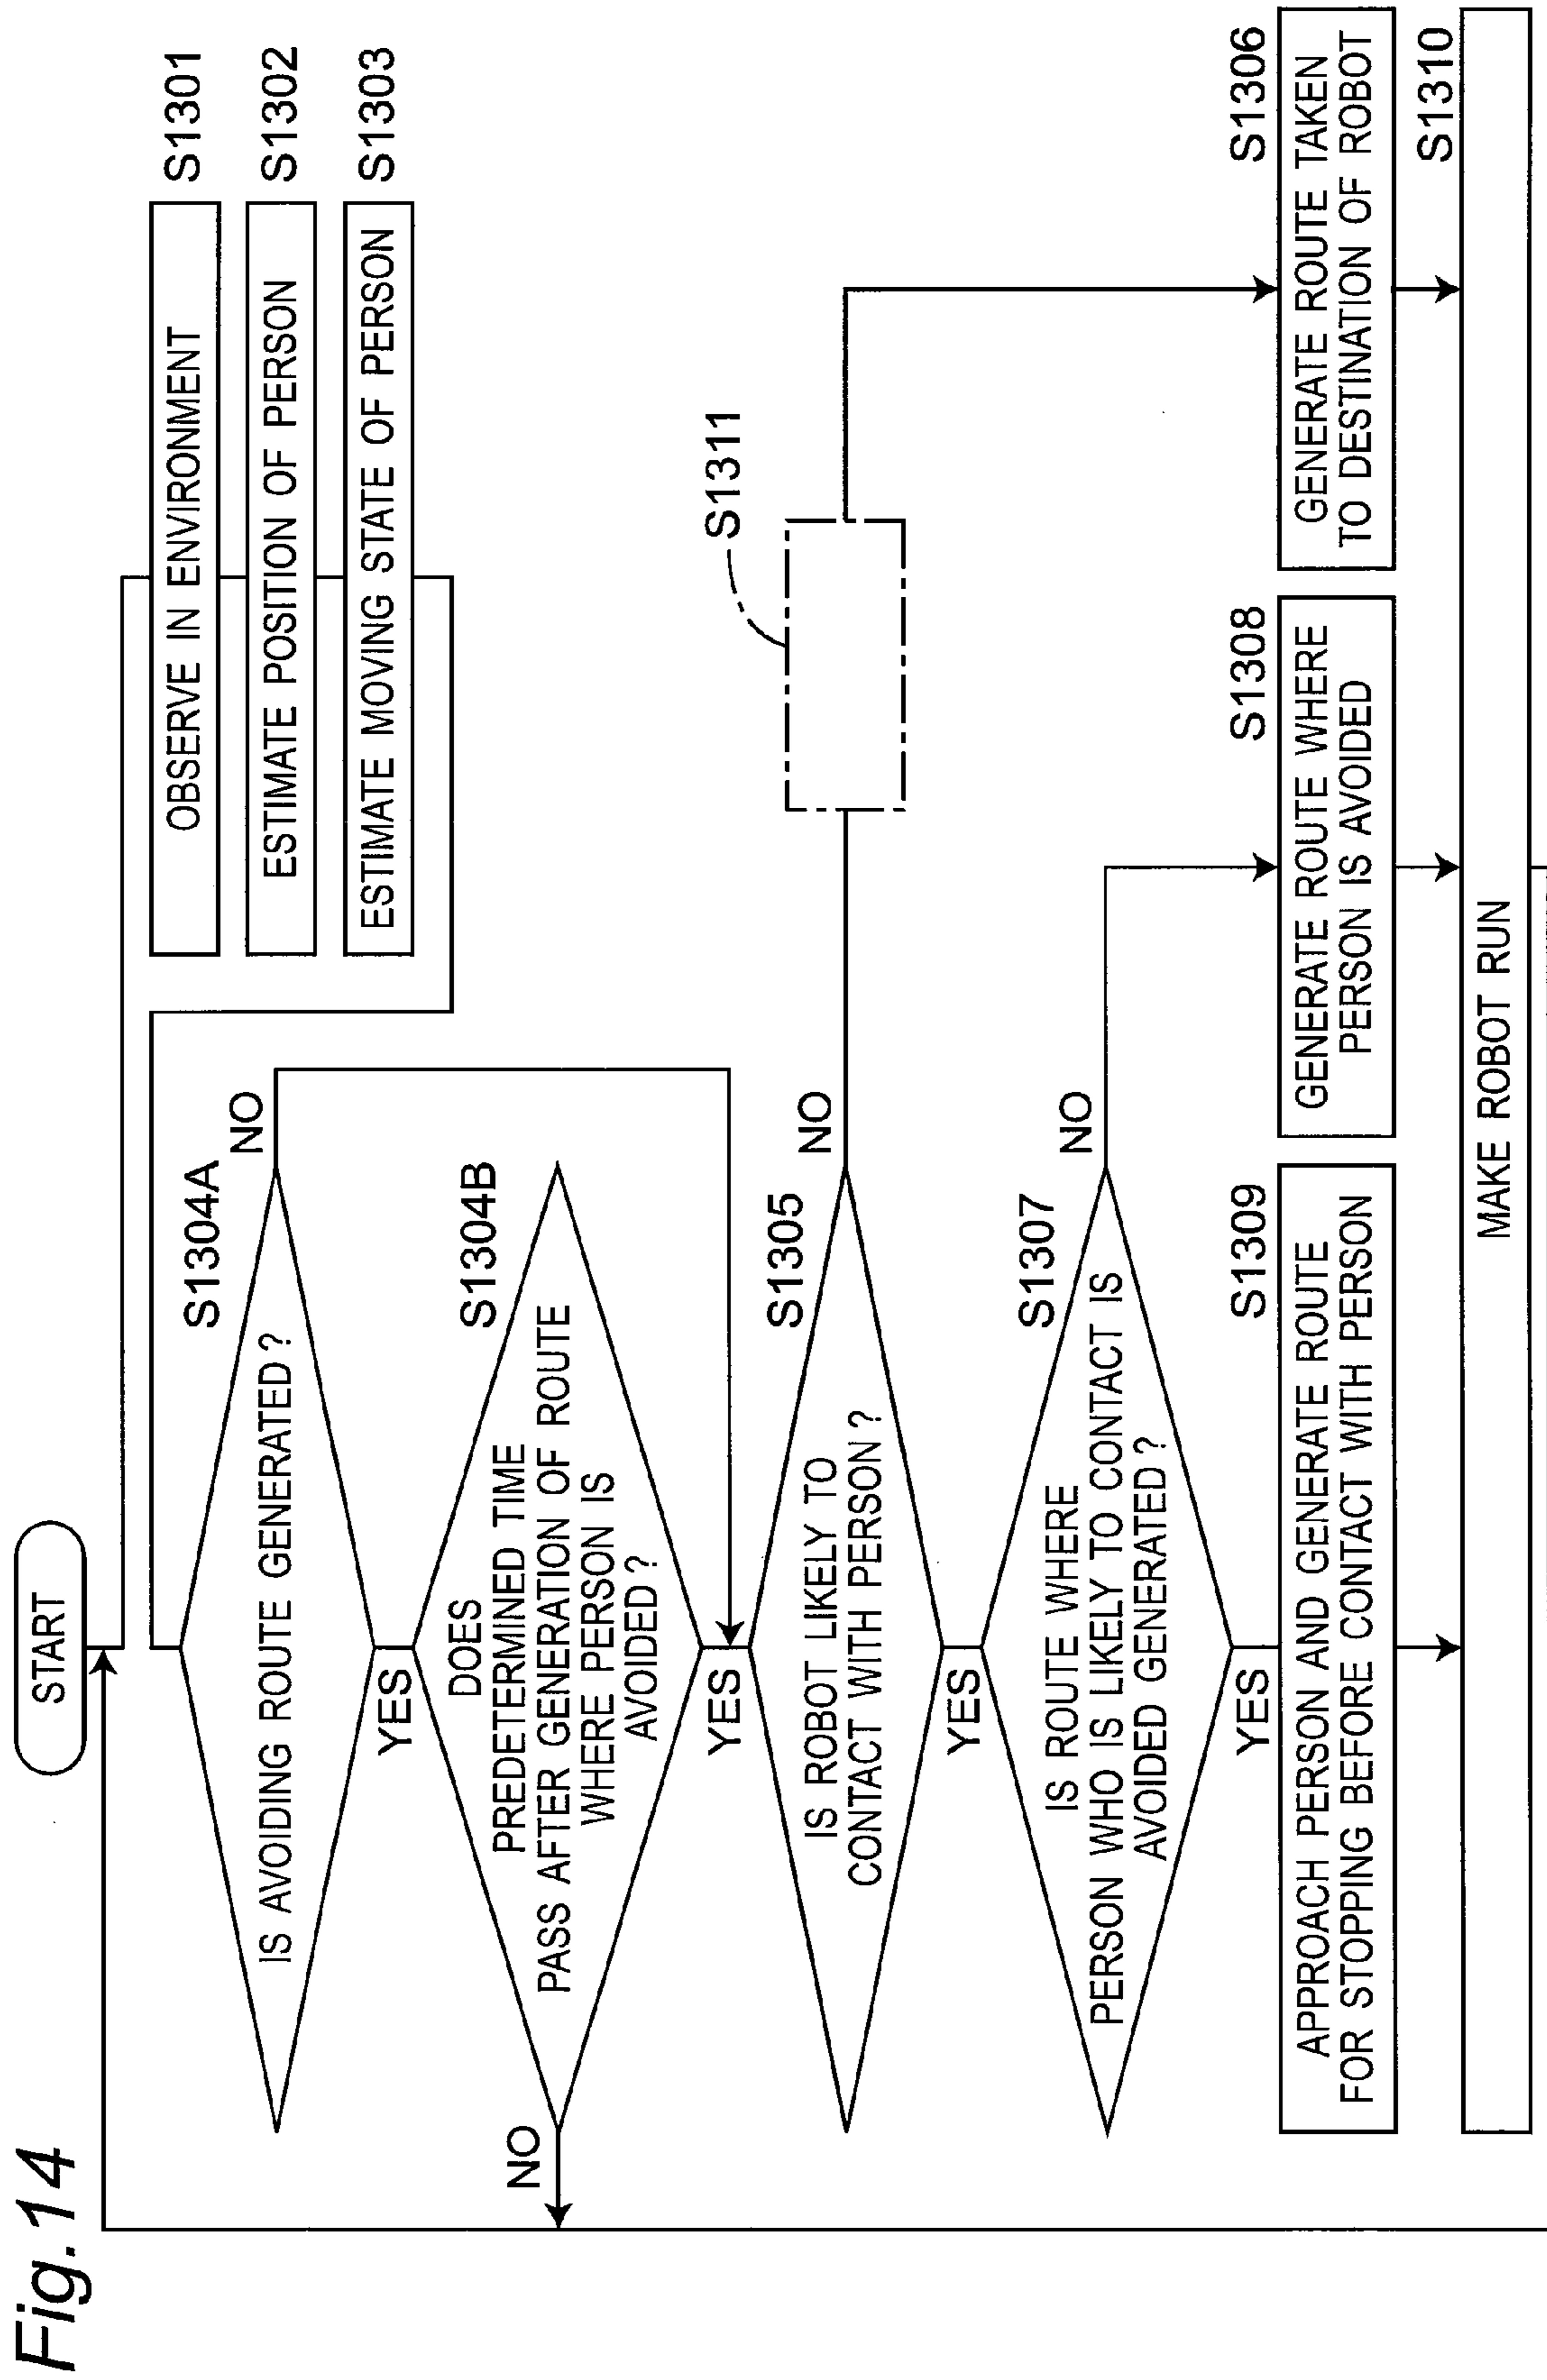 Fig.14
START
OBSERVE IN ENVIRONMENT
S1301
ESTIMATE POSITION OF PERSON
S1302
ESTIMATE MOVING STATE OF PERSON
S1303
S1304A
IS AVOIDING ROUTE GENERATED?
NO
YES
S1304B
DOES
PREDETERMINED TIME
PASS AFTER GENERATION OF ROUTE
WHERE PERSON IS
AVOIDED?
NO
YES
S1305
IS ROBOT LIKELY TO
CONTACT WITH PERSON?
NO
S1311
YES
S1307
IS ROUTE WHERE
PERSON WHO IS LIKELY TO CONTACT IS
AVOIDED GENERATED?
NO
YES
S1309
APPROACH PERSON AND GENERATE ROUTE
FOR STOPPING BEFORE CONTACT WITH PERSON
S1308
GENERATE ROUTE WHERE
PERSON IS AVOIDED
S1306
GENERATE ROUTE TAKEN
TO DESTINATION OF ROBOT
S1310
MAKE ROBOT RUN